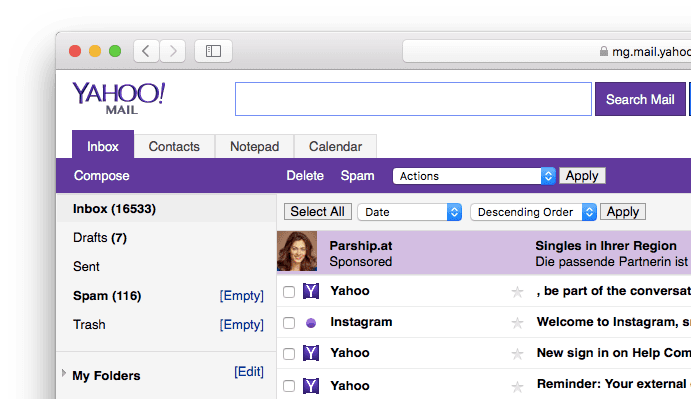 mg.mail.yahoo
YAHOO!
MAIL
Search Mail
Inbox Contacts Notepad Calendar
Compose Delete Spam Actions Apply
Inbox (16533) Select All Date Descending Order Apply
Drafts (7)
Sent
Spam (116) [Empty]
Trash [Empty]
My Folders [Edit]
Parship.at Singles in Ihrer Region
Sponsored Die passende Partnerin ist
Yahoo , be part of the conversat
Instagram Welcome to Instagram, s
Yahoo New sign in on Help Com
Yahoo Reminder: Your external